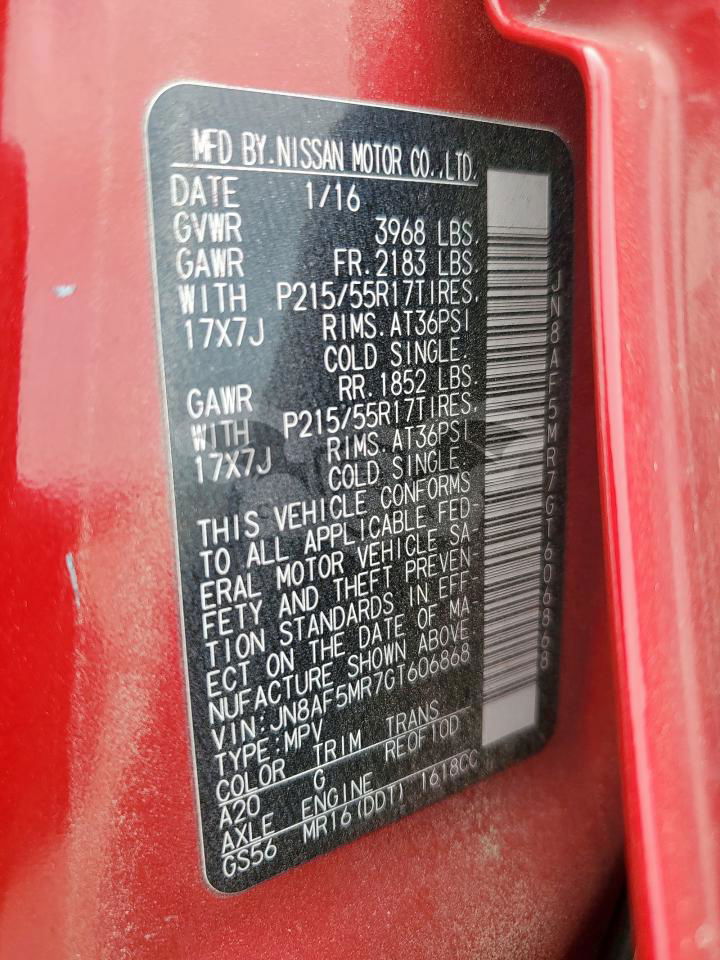 MFD BY.NISSAN MOTOR CO.,LTD.
DATE 1/16
GVWR 3968 LBS.
GAWR FR.2183 LBS.
WITH P215/55R17TIRES.
17X7J RIMS.AT36PSI
COLD SINGLE.
GAWR RR.1852 LBS.
WITH P215/55R17TIRES.
17X7J RIMS.AT36PSI
COLD SINGLE.
THIS VEHICLE CONFORMS
TO ALL APPLICABLE FED-
ERAL MOTOR VEHICLE SA-
FETY AND THEFT PREVEN-
TION STANDARDS IN EFF-
ECT ON THE DATE OF MA-
NUFACTURE SHOWN ABOVE.
VIN:JN8AF5MR7GT606868
TYPE:MPV
COLOR TRIM TRANS
A20 G RE0F10D
AXLE ENGINE
GS56 MR16(DDT) 1618CC
JN8AF5MR7GT606868